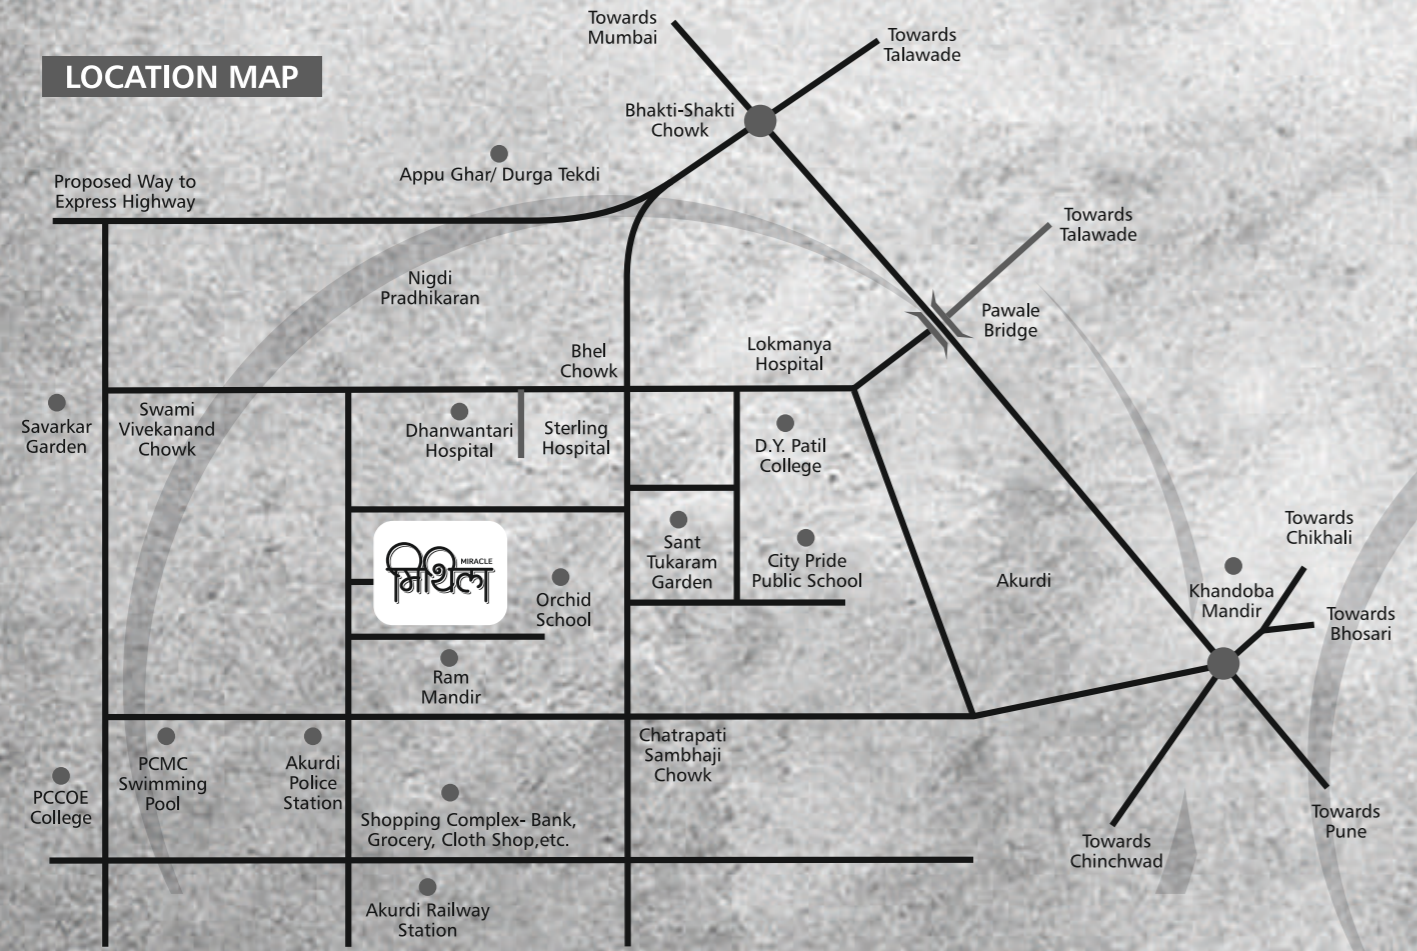 Towards
Mumbai
Towards
Talawade
LOCATION MAP
Bhakti-Shakti
Chowk
Appu Ghar/ Durga Tekdi
Proposed Way to
Express Highway
Towards
Talawade
Nigdi
Pradhikaran
Pawale
Bridge
Bhel
Chowk
Lokmanya
Hospital
Savarkar
Garden
Swami
Vivekanand
Chowk
Dhanwantari
Hospital
Sterling
Hospital
D.Y. Patil
College
Towards
Chikhali
Sant
Tukaram
Garden
City Pride
Public School
MIRACLE
मिथिल
Orchid
School
Akurdi
Khandoba
Mandir
Towards
Bhosari
Ram
Mandir
Chatrapati
Sambhaji
Chowk
PCMC
Swimming
Pool
Akurdi
Police
Station
PCCOE
College
Shopping Complex- Bank,
Grocery, Cloth Shop,etc.
Towards
Pune
Towards
Chinchwad
Akurdi Railway
Station